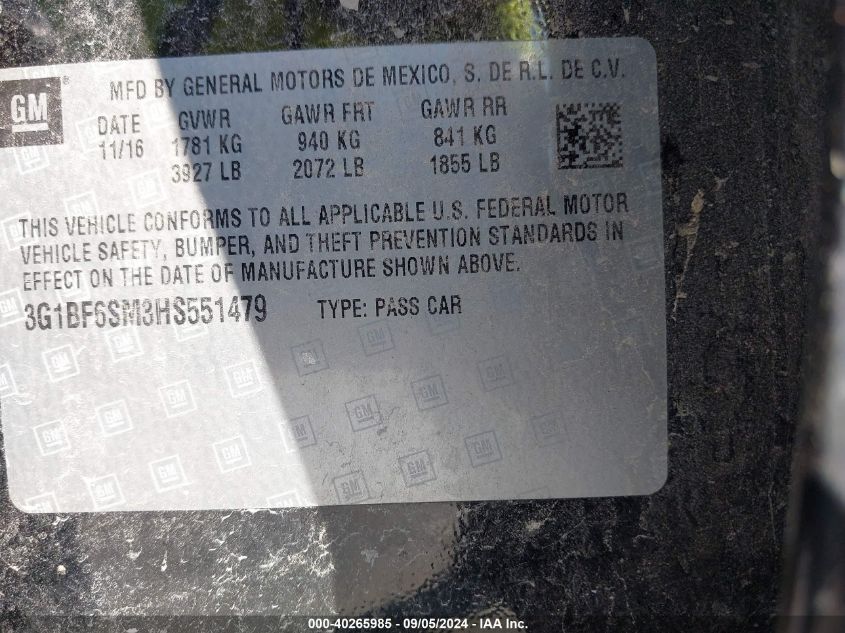 GM
MFD BY GENERAL MOTORS DE MEXICO, S. DE R.L. DE C.V.
DATE GVWR GAWR FRT GAWR RR
11/16 1781 KG 940 KG 841 KG
3927 LB 2072 LB 1855 LB
THIS VEHICLE CONFORMS TO ALL APPLICABLE U.S. FEDERAL MOTOR
VEHICLE SAFETY, BUMPER, AND THEFT PREVENTION STANDARDS IN
EFFECT ON THE DATE OF MANUFACTURE SHOWN ABOVE.
3G1BF6SM3HS551479 TYPE: PASS CAR
000-40265985 - 09/05/2024 - IAA Inc.